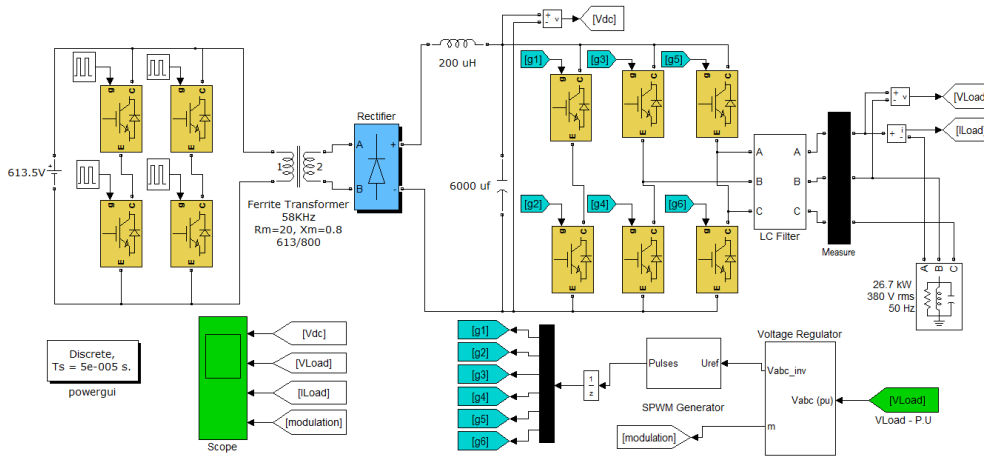 [Vdc]
+
-
v
200 uH
[g1]
[g3]
[g5]
g
C
E
g
C
E
g
C
E
g
C
E
g
C
E
g
C
E
g
C
E
613.5V
+
1
2
Ferrite Transformer
58KHz
Rm=20, Xm=0.8
613/800
Rectifier
A
B
+
-
6000 uf
[g2]
[g4]
[g6]
g
C
E
g
C
E
g
C
E
A
B
C
A
B
C
LC Filter
Measure
+
-
v
[VLoad]
+
i
-
[ILoad]
A
B
C
26.7 kW
380 V rms
50 Hz
Discrete,
Ts = 5e-005 s.
powergui
[Vdc]
[VLoad]
[ILoad]
[modulation]
Scope
[g1]
[g2]
[g3]
[g4]
[g5]
[g6]
1
z
Pulses
Uref
SPWM Generator
[modulation]
Voltage Regulator
Vabc_inv
Vabc (pu)
m
[VLoad]
VLoad - P.U